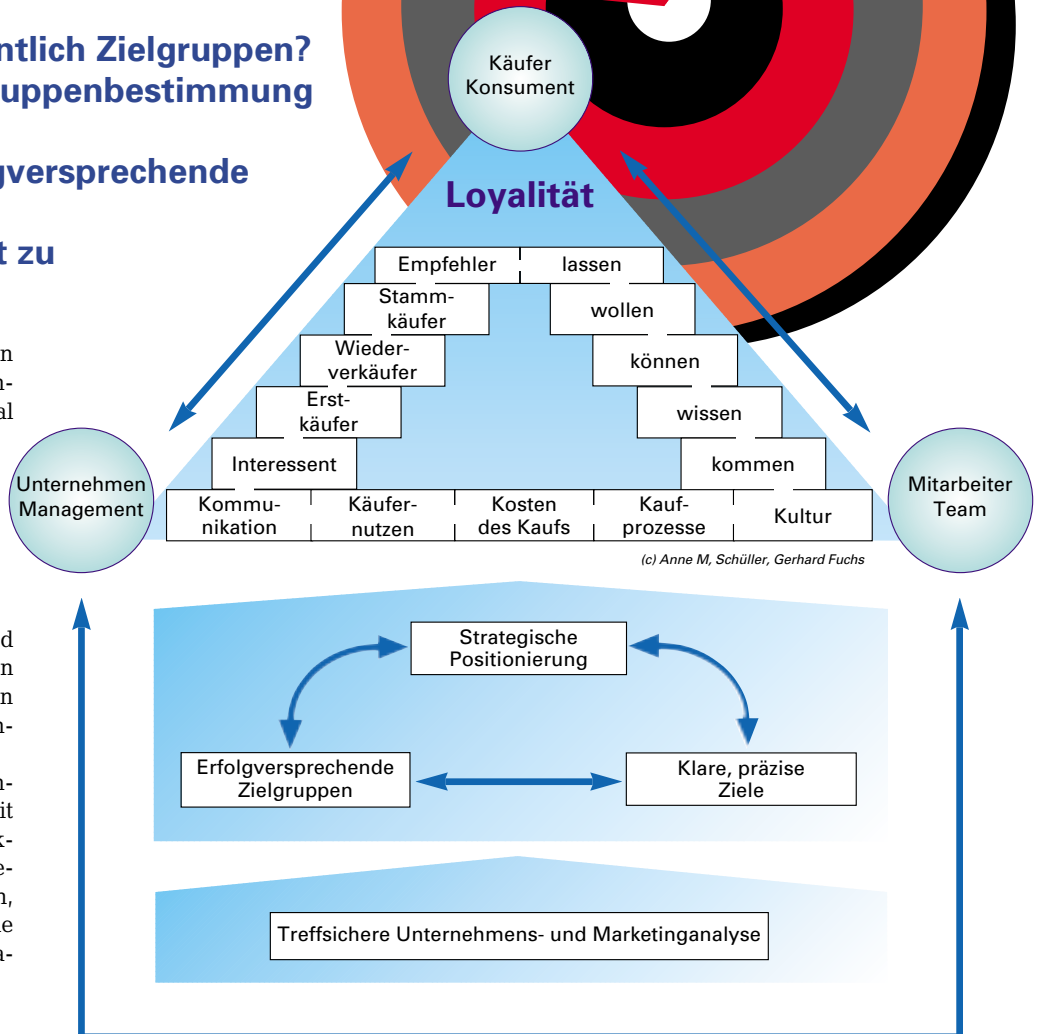 ntlich Zielgruppen?
uppenbestimmung
gversprechende
t zu
n
n-
al
d
n
n
n-
n-
it
k-
e-
n,
e
a-
Käufer
Konsument
Loyalität
Empfehler
lassen
Stamm-
käufer
wollen
Wieder-
verkäufer
können
Erst-
käufer
wissen
Interessent
kommen
Unternehmen
Management
Kommu-
nikation
Käufer-
nutzen
Kosten
des Kaufs
Kauf-
prozesse
Kultur
Mitarbeiter
Team
(c) Anne M, Schüller, Gerhard Fuchs
Strategische
Positionierung
Erfolgversprechende
Zielgruppen
Klare, präzise
Ziele
Treffsichere Unternehmens- und Marketinganalyse